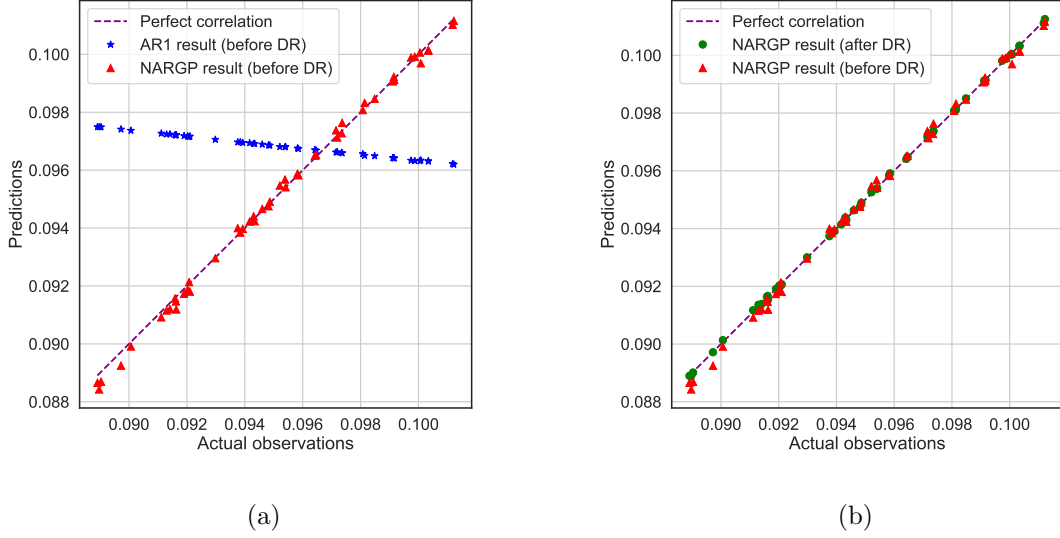 Perfect correlation
AR1 result (before DR)
NARGP result (before DR)
0.100
0.098
0.096
0.094
0.092
0.090
0.088
Predictions
0.090 0.092 0.094 0.096 0.098 0.100
Actual observations
(a)
Perfect correlation
NARGP result (after DR)
NARGP result (before DR)
0.100
0.098
0.096
0.094
0.092
0.090
0.088
Predictions
0.090 0.092 0.094 0.096 0.098 0.100
Actual observations
(b)